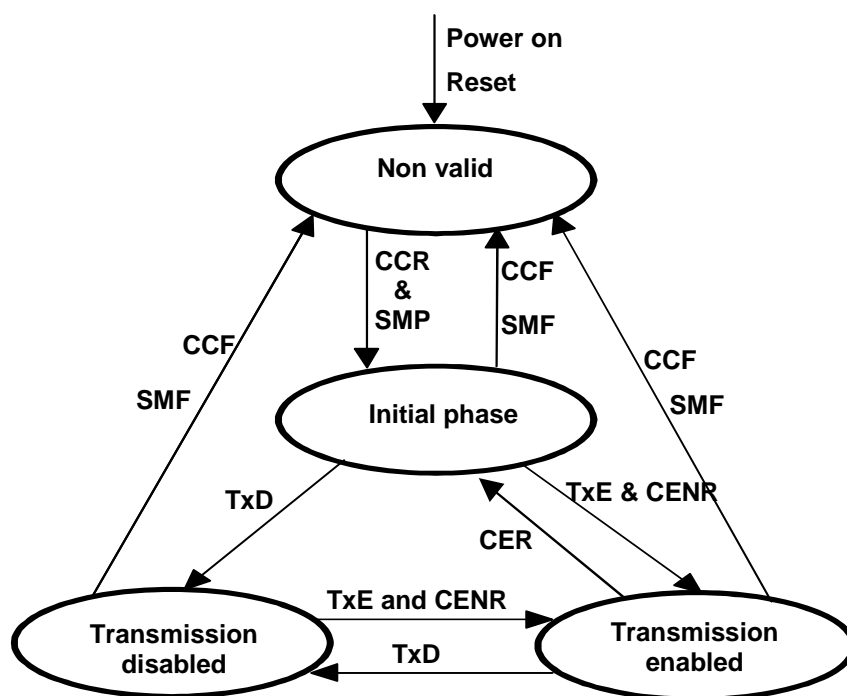 Power on
Reset
Non valid
CCR
&
SMP
CCF
SMF
CCF
SMF
CCF
SMF
Initial phase
TxD
TxE & CENR
CER
Transmission
disabled
TxE and CENR
TxD
Transmission
enabled